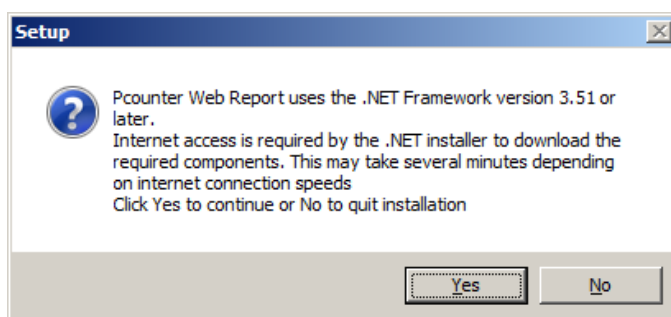 Setup
Pcounter Web Report uses the .NET Framework version 3.51 or
later.
Internet access is required by the .NET installer to download the
required components. This may take several minutes depending
on internet connection speeds
Click Yes to continue or No to quit installation
Yes
No